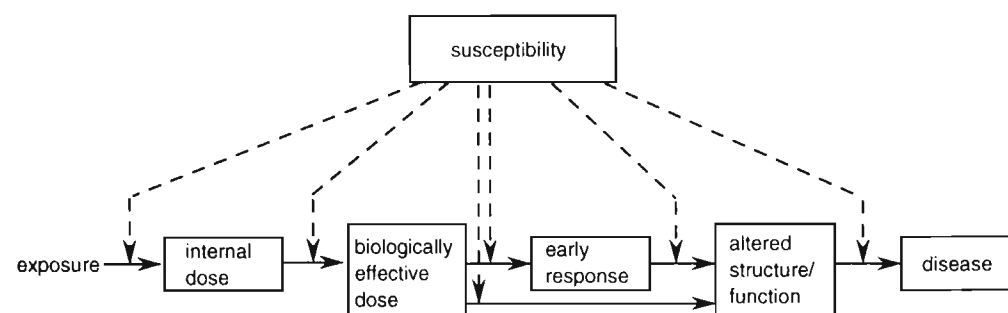 susceptibility
exposure
internal
dose
biologically
effective
dose
early
response
altered
structure/
function
disease